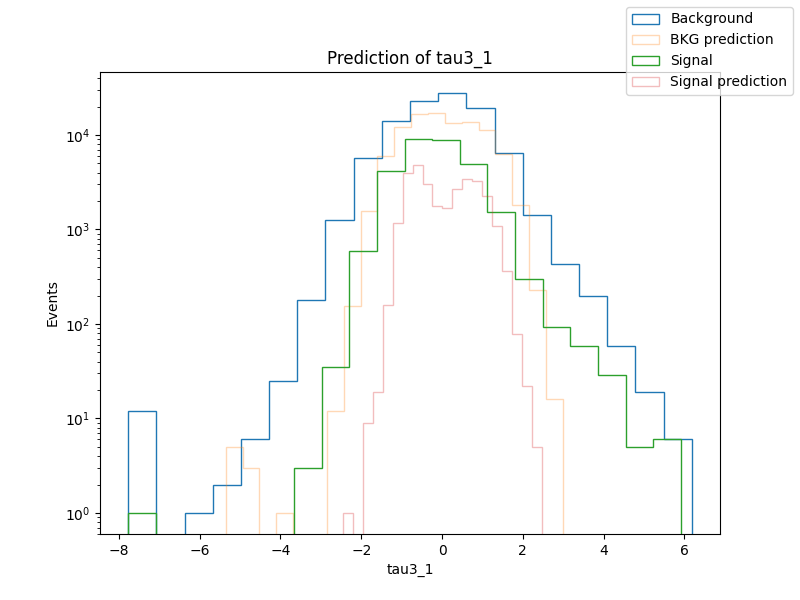 Prediction of tau3_1
Background
BKG prediction
Signal
Signal prediction
Events
10⁴
10³
10²
10¹
10⁰
−8 −6 −4 −2 0 2 4 6
tau3_1